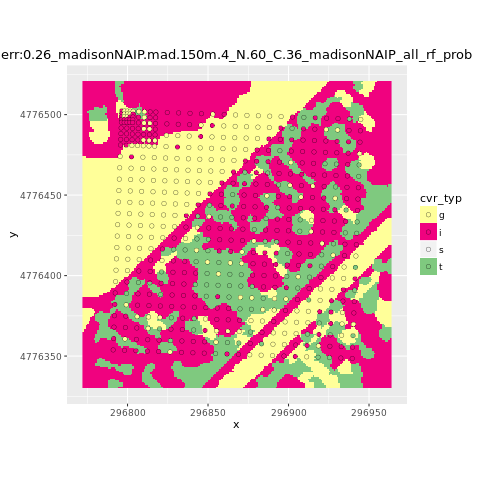 err:0.26_madisonNAIP.mad.150m.4_N.60_C.36_madisonNAIP_all_rf_prob
4776500
4776450
4776400
4776350
y
296800 296850 296900 296950
x
cvr_typ
g
i
s
t